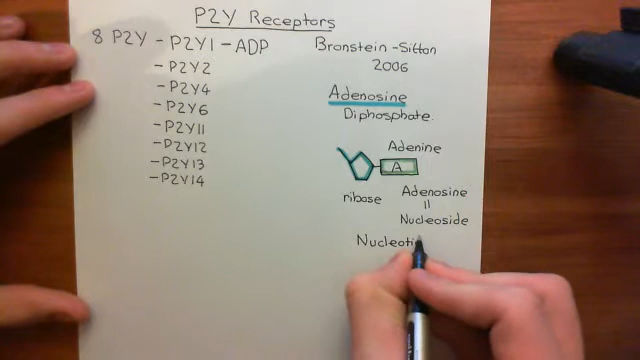 P2Y Receptors
8 P2Y - P2Y1 - ADP
- P2Y2
- P2Y4
- P2Y6
- P2Y11
- P2Y12
- P2Y13
- P2Y14
Bronstein-Sitton
2006
Adenosine
Diphosphate.
Adenine
A
ribose
Adenosine
=
Nucleoside
Nucleoti